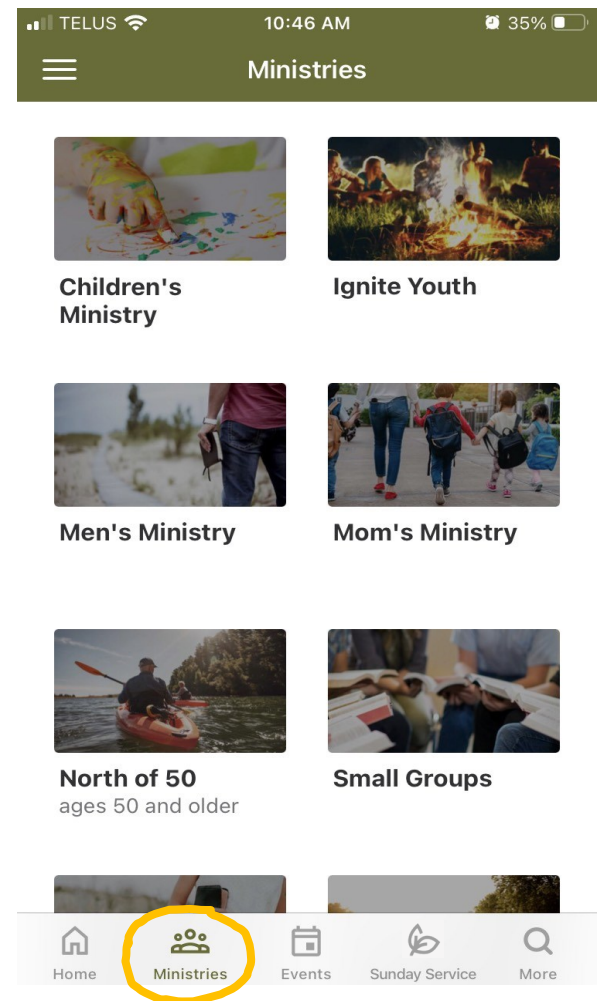 TELUS 10:46 AM 35%
Ministries
Children's Ignite Youth
Ministry
Men's Ministry Mom's Ministry
North of 50 Small Groups
ages 50 and older
Home Ministries Events Sunday Service More